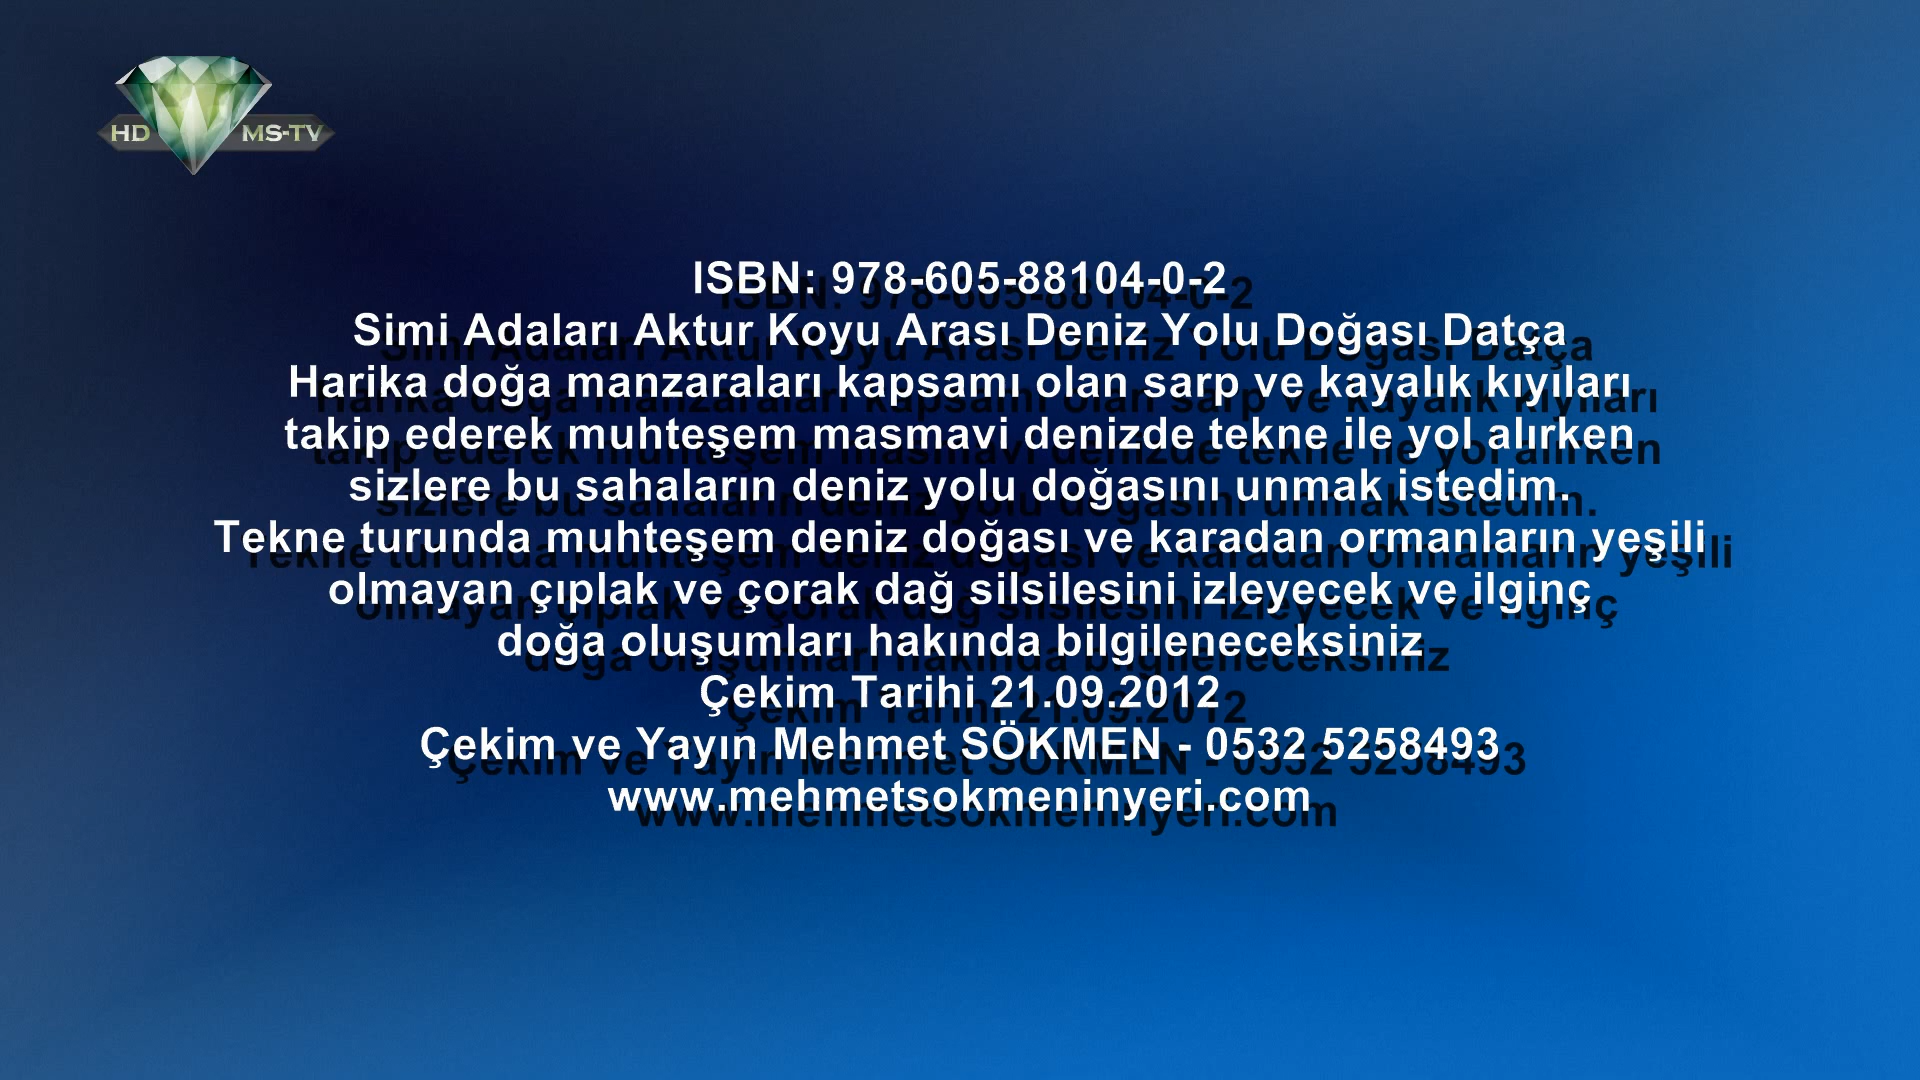 HD MS-TV
ISBN: 978-605-88104-0-2
Simi Adaları Aktur Koyu Arası Deniz Yolu Doğası Datça
Harika doğa manzaraları kapsamı olan sarp ve kayalık kıyıları
takip ederek muhteşem masmavi denizde tekne ile yol alırken
sizlere bu sahaların deniz yolu doğasını unmak istedim.
Tekne turunda muhteşem deniz doğası ve karadan ormanların yeşili
olmayan çıplak ve çorak dağ silsilesini izleyecek ve ilginç
doğa oluşumları hakında bilgileneceksiniz
Çekim Tarihi 21.09.2012
Çekim ve Yayın Mehmet SÖKMEN - 0532 5258493
www.mehmetsokmeninyeri.com